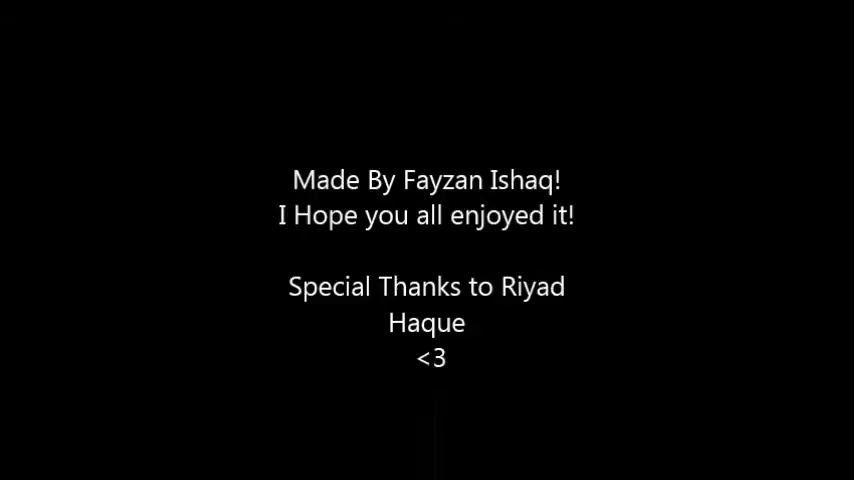 Made By Fayzan Ishaq!
I Hope you all enjoyed it!
Special Thanks to Riyad
Haque
<3